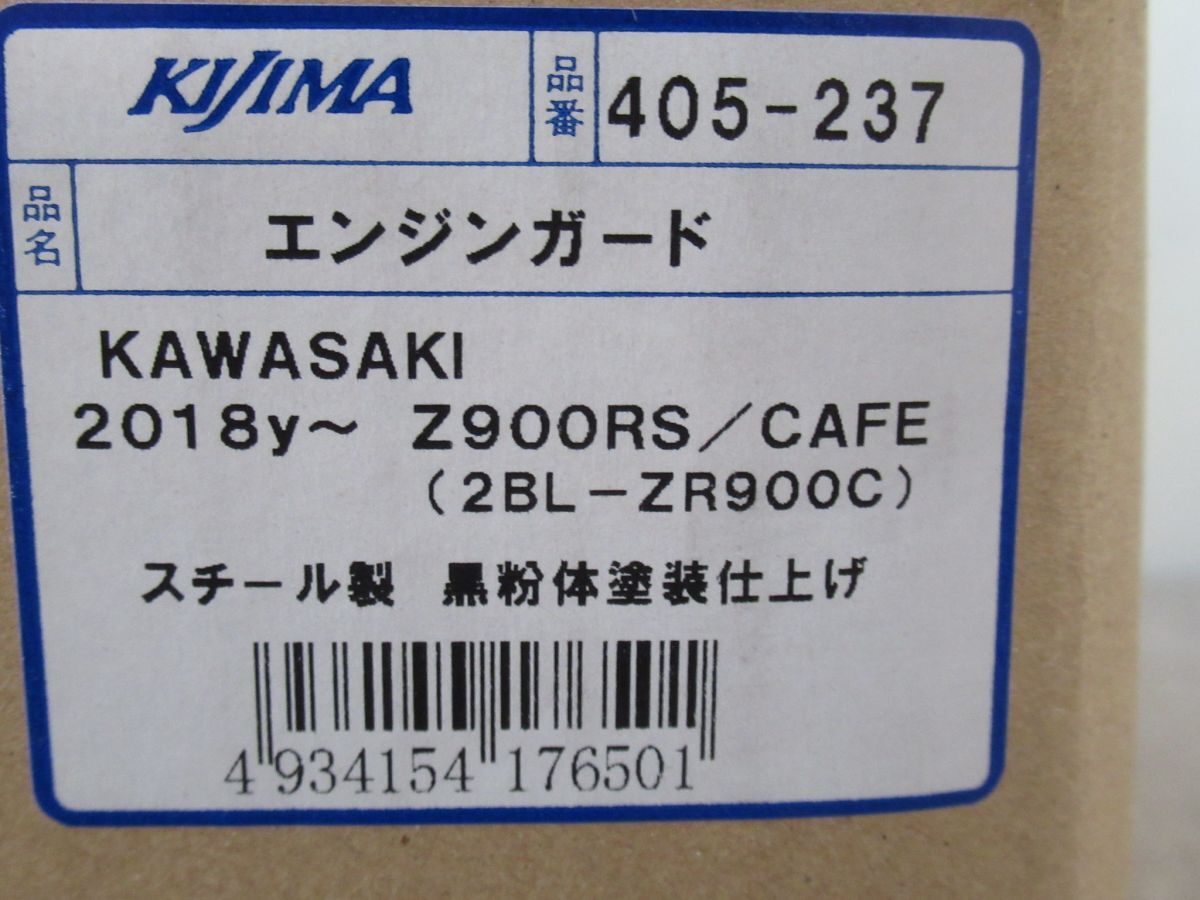 KIJIMA 品番 405-237
品名 エンジンガード
KAWASAKI
2018y～ Z900RS／CAFE
（2BL－ZR900C）
スチール製 黒粉体塗装仕上げ
4 934154 176501